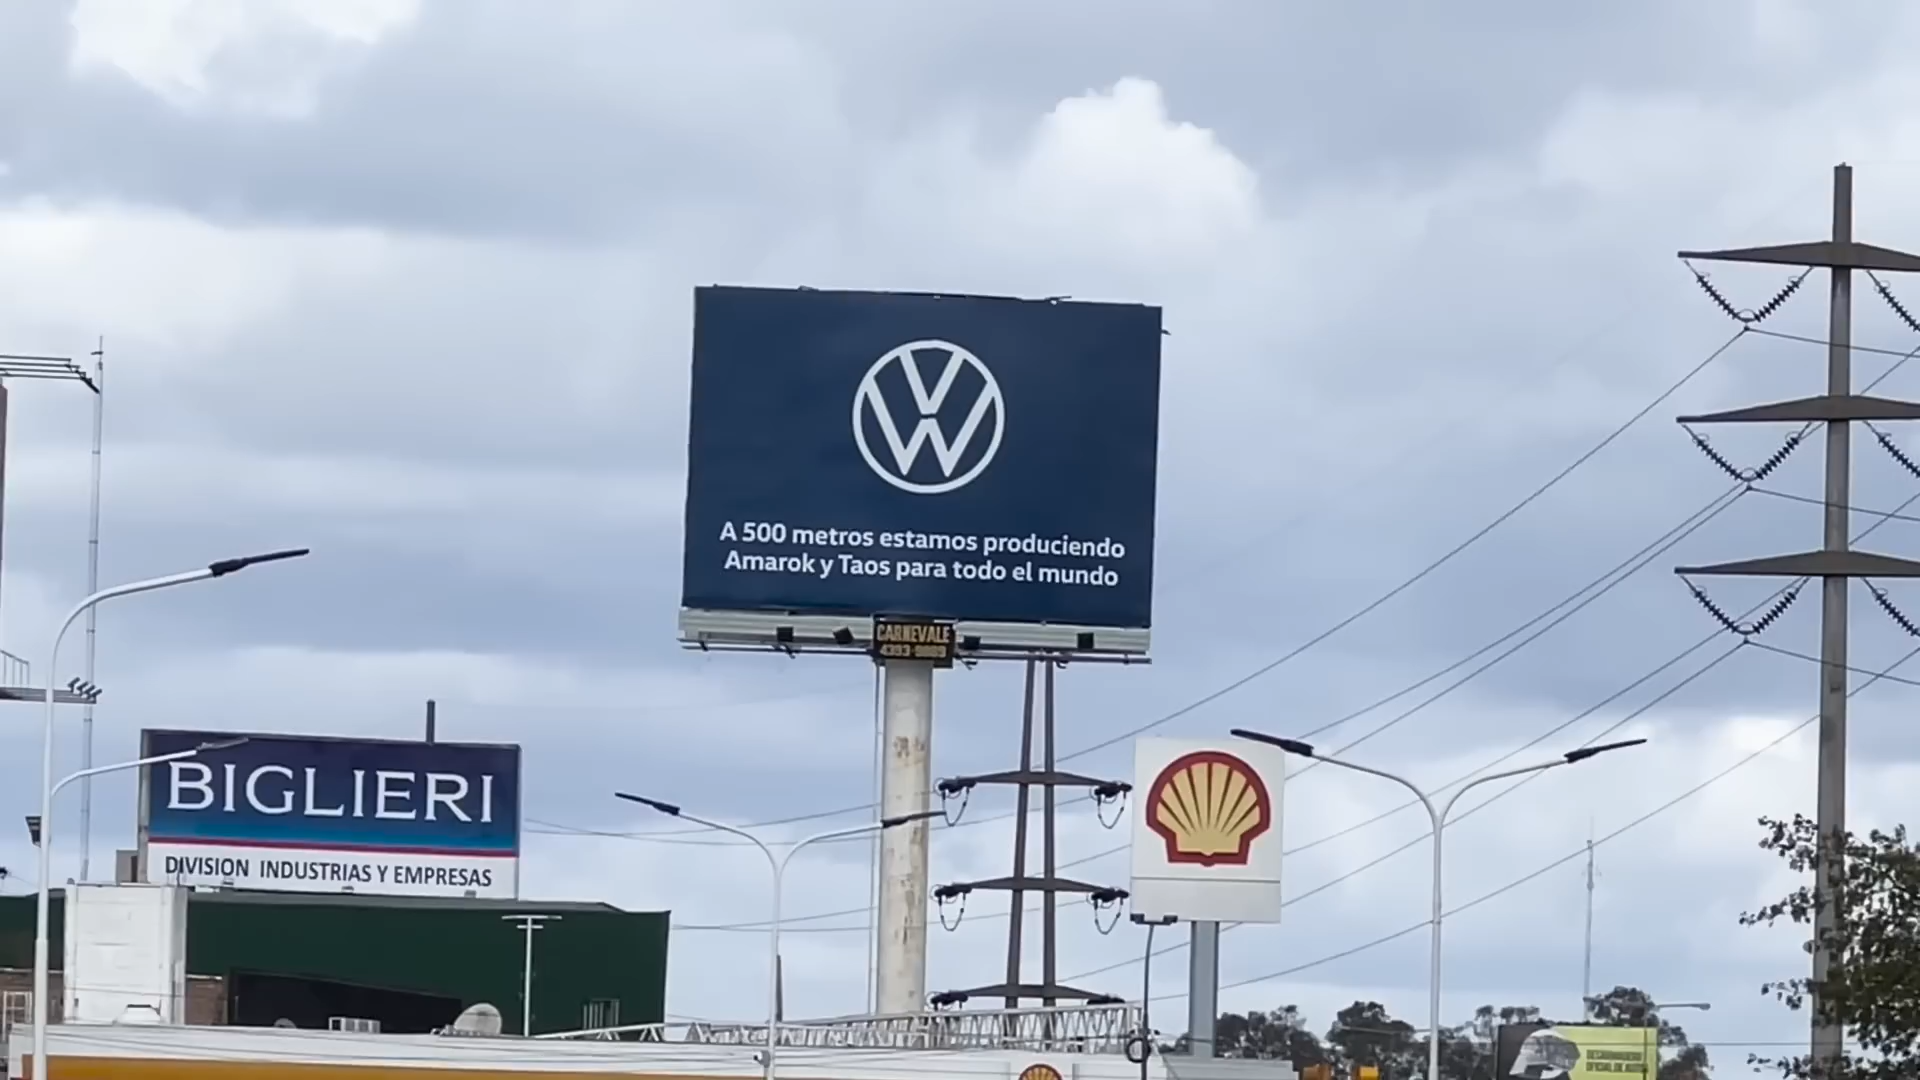 A 500 metros estamos produciendo
Amarok y Taos para todo el mundo
CARNEVALE
BIGLIERI
DIVISION INDUSTRIAS Y EMPRESAS